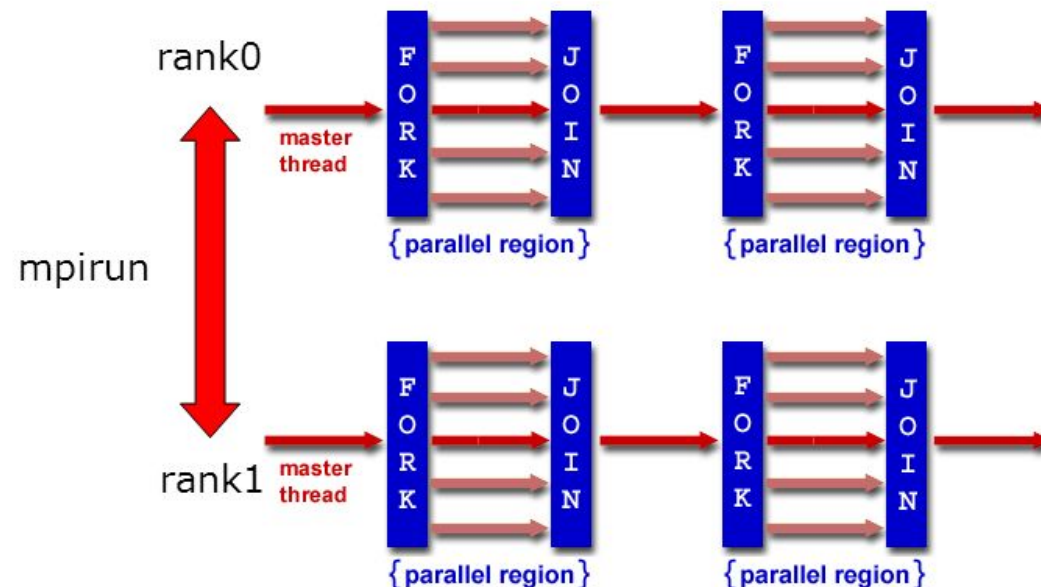 rank0
FORK
JOIN
FORK
JOIN
master
thread
{parallel region}
{parallel region}
mpirun
rank1
FORK
JOIN
FORK
JOIN
master
thread
{parallel region}
{parallel region}